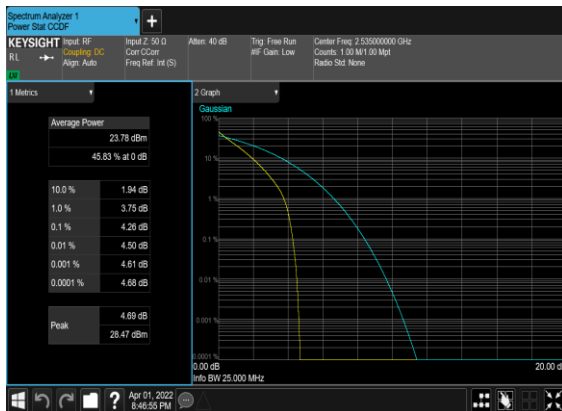 Spectrum Analyzer 1
Power Stat CCDF
KEYSIGHT
RL
Input: RF
Coupling: DC
Align: Auto
Input Z: 50 Ω
Corr CCorr
Freq Ref: Int (S)
Atten: 40 dB
Trig: Free Run
#IF Gain: Low
Center Freq: 2.535000000 GHz
Counts: 1.00 M/1.00 Mpt
Radio Std: None
1 Metrics
Average Power
23.78 dBm
45.83 % at 0 dB
10.0 % 1.94 dB
1.0 % 3.75 dB
0.1 % 4.26 dB
0.01 % 4.50 dB
0.001 % 4.61 dB
0.0001 % 4.68 dB
Peak
4.69 dB
28.47 dBm
2 Graph
Gaussian
100 %
10 %
1 %
0.1 %
0.01 %
0.001 %
0.0001 %
0.00 dB
20.00 d
Info BW 25.000 MHz
Apr 01, 2022
8:46:55 PM